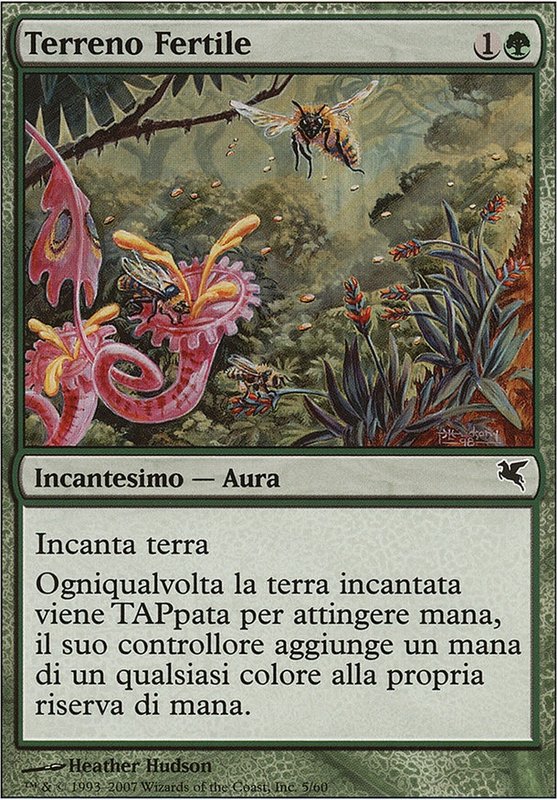 Terreno Fertile 1
Incantesimo — Aura
Incanta terra
Ogniqualvolta la terra incantata
viene TAPpata per attingere mana,
il suo controllore aggiunge un mana
di un qualsiasi colore alla propria
riserva di mana.
Heather Hudson
™ & © 1993-2007 Wizards of the Coast, Inc. 5/60